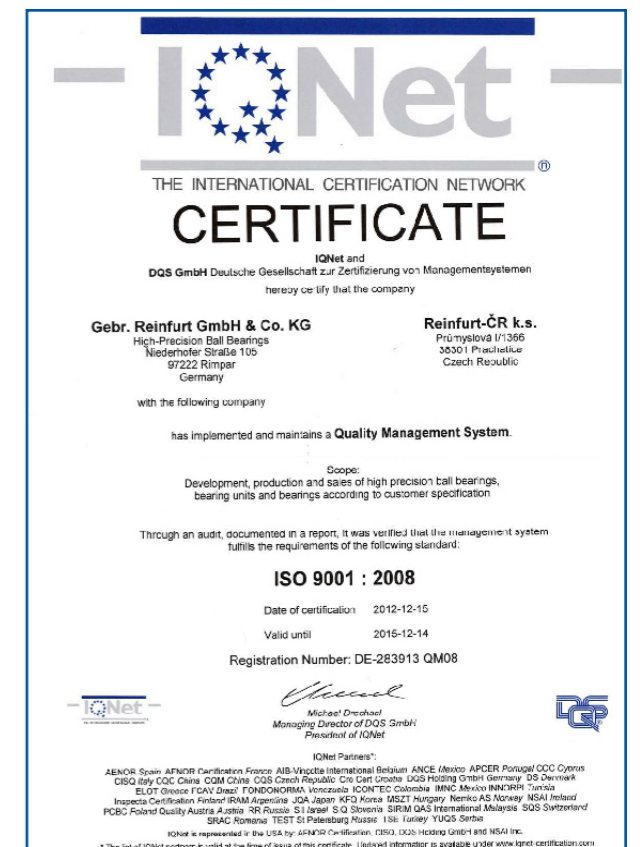 IQNet
®
THE INTERNATIONAL CERTIFICATION NETWORK
CERTIFICATE
IQNet and
DQS GmbH Deutsche Gesellschaft zur Zertifizierung von Managementsystemen
hereby certify that the company
Gebr. Reinfurt GmbH & Co. KG
High-Precision Ball Bearings
Niederhofer Straße 105
97222 Rimpar
Germany
Reinfurt-ČR k.s.
Průmyslová I/1366
38301 Prachatice
Czech Republic
with the following company
has implemented and maintains a Quality Management System.
Scope:
Development, production and sales of high precision ball bearings,
bearing units and bearings according to customer specification
Through an audit, documented in a report, it was verified that the management system
fulfills the requirements of the following standard:
ISO 9001 : 2008
Date of certification 2012-12-15
Valid until 2015-12-14
Registration Number: DE-283913 QM08
IQNet
Michael Drechsel
Managing Director of DQS GmbH
President of IQNet
DQS
IQNet Partners*:
AENOR Spain AFNOR Certification France AIB-Vinçotte International Belgium ANCE Mexico APCER Portugal CCC Cyprus
CISQ Italy CQC China CQM China CQS Czech Republic Cro Cert Croatia DQS Holding GmbH Germany DS Denmark
ELOT Greece FCAV Brazil FONDONORMA Venezuela ICONTEC Colombia IMNC Mexico INNORPI Tunisia
Inspecta Certification Finland IRAM Argentina JQA Japan KFQ Korea MSZT Hungary Nemko AS Norway NSAI Ireland
PCBC Poland Quality Austria Austria RR Russia SII Israel SIQ Slovenia SIRIM QAS International Malaysia SQS Switzerland
SRAC Romania TEST St Petersburg Russia TSE Turkey YUQS Serbia
IQNet is represented in the USA by: AFNOR Certification, CISQ, DQS Holding GmbH and NSAI Inc.
* The list of IQNet partners is valid at the time of issue of this certificate. Updated information is available under www.iqnet-certification.com